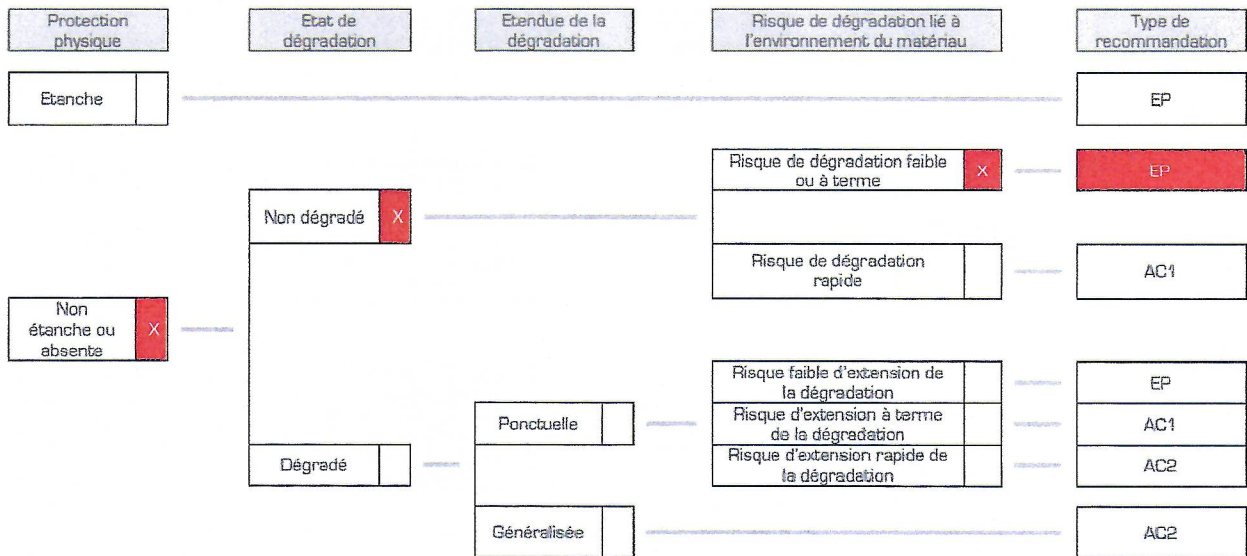 Protection
physique
Etat de
dégradation
Etendue de la
dégradation
Risque de dégradation lié à
l'environnement du matériau
Type de
recommandation
Etanche
EP
Risque de dégradation faible
ou à terme
X
EP
Non dégradé
X
Risque de dégradation
rapide
AC1
Non
étanche ou
absente
X
Risque faible d'extension de
la dégradation
EP
Ponctuelle
Risque d'extension à terme
de la dégradation
AC1
Dégradé
Risque d'extension rapide de
la dégradation
AC2
Généralisée
AC2